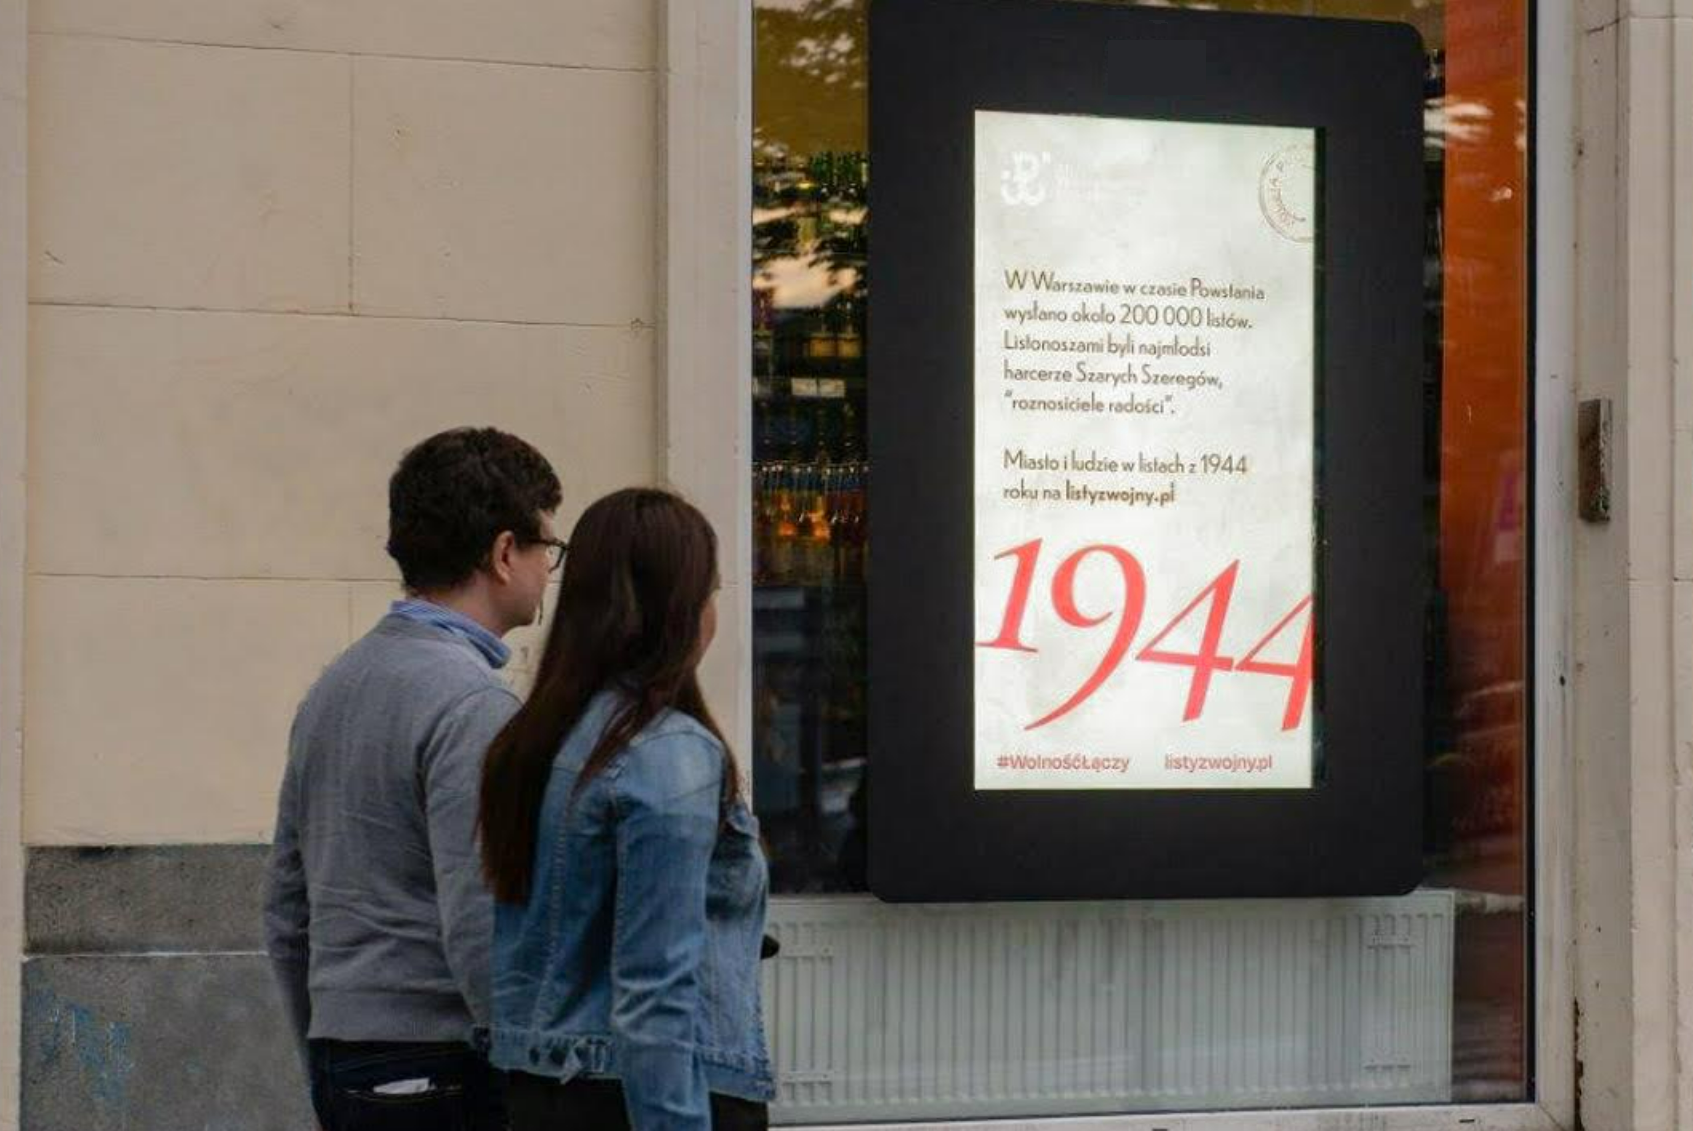 W Warszawie w czasie Powstania
wysłano około 200 000 listów.
Listonoszami byli najmłodsi
harcerze Szarych Szeregów,
"roznosiciele radości".
Miasto i ludzie w listach z 1944
roku na listyzwojny.pl
1944
#WolnośćŁączy listyzwojny.pl